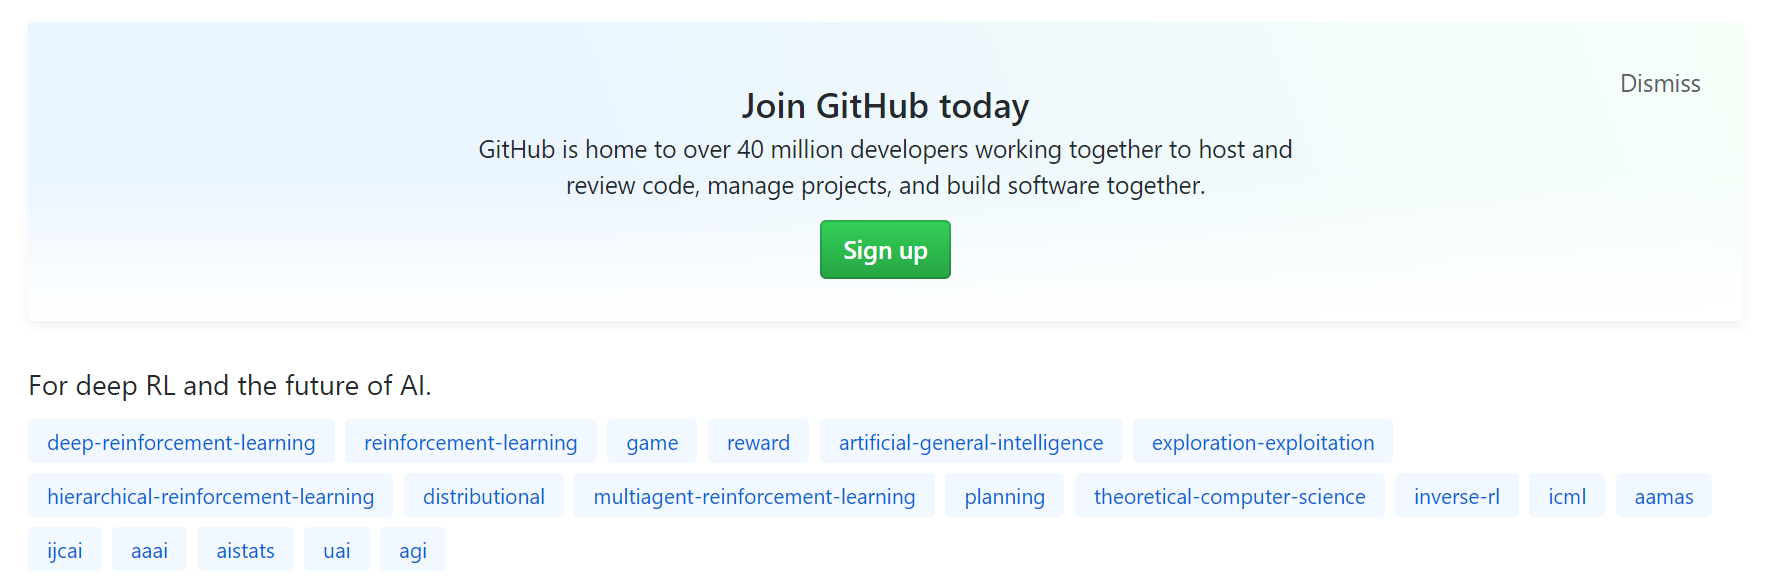 Dismiss
Join GitHub today
GitHub is home to over 40 million developers working together to host and
review code, manage projects, and build software together.
Sign up
For deep RL and the future of AI.
deep-reinforcement-learning reinforcement-learning game reward artificial-general-intelligence exploration-exploitation
hierarchical-reinforcement-learning distributional multiagent-reinforcement-learning planning theoretical-computer-science inverse-rl icml aamas
ijcai aaai aistats uai agi